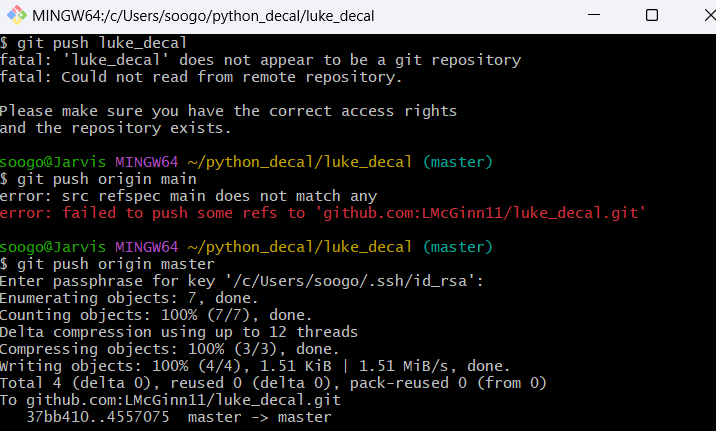 MINGW64:/c/Users/soogo/python_decal/luke_decal
$ git push luke_decal
fatal: 'luke_decal' does not appear to be a git repository
fatal: Could not read from remote repository.

Please make sure you have the correct access rights
and the repository exists.

soogo@Jarvis MINGW64 ~/python_decal/luke_decal (master)
$ git push origin main
error: src refspec main does not match any
error: failed to push some refs to 'github.com:LMcGinn11/luke_decal.git'

soogo@Jarvis MINGW64 ~/python_decal/luke_decal (master)
$ git push origin master
Enter passphrase for key '/c/Users/soogo/.ssh/id_rsa':
Enumerating objects: 7, done.
Counting objects: 100% (7/7), done.
Delta compression using up to 12 threads
Compressing objects: 100% (3/3), done.
Writing objects: 100% (4/4), 1.51 KiB | 1.51 MiB/s, done.
Total 4 (delta 0), reused 0 (delta 0), pack-reused 0 (from 0)
To github.com:LMcGinn11/luke_decal.git
   37bb410..4557075  master -> master